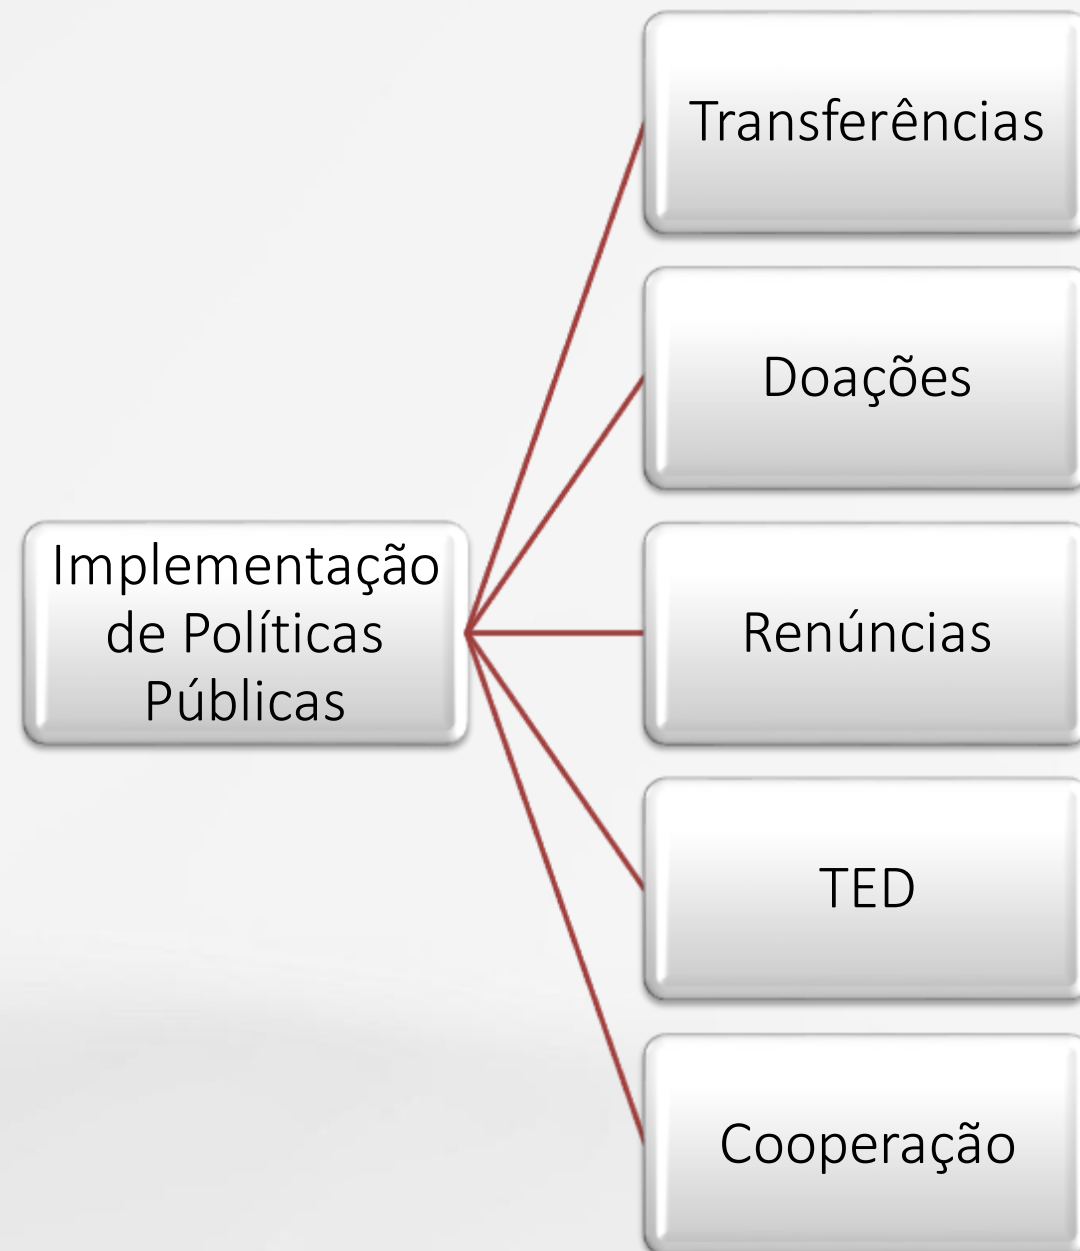 Transferências
Doações
Implementação
de Políticas
Públicas
Renúncias
TED
Cooperação